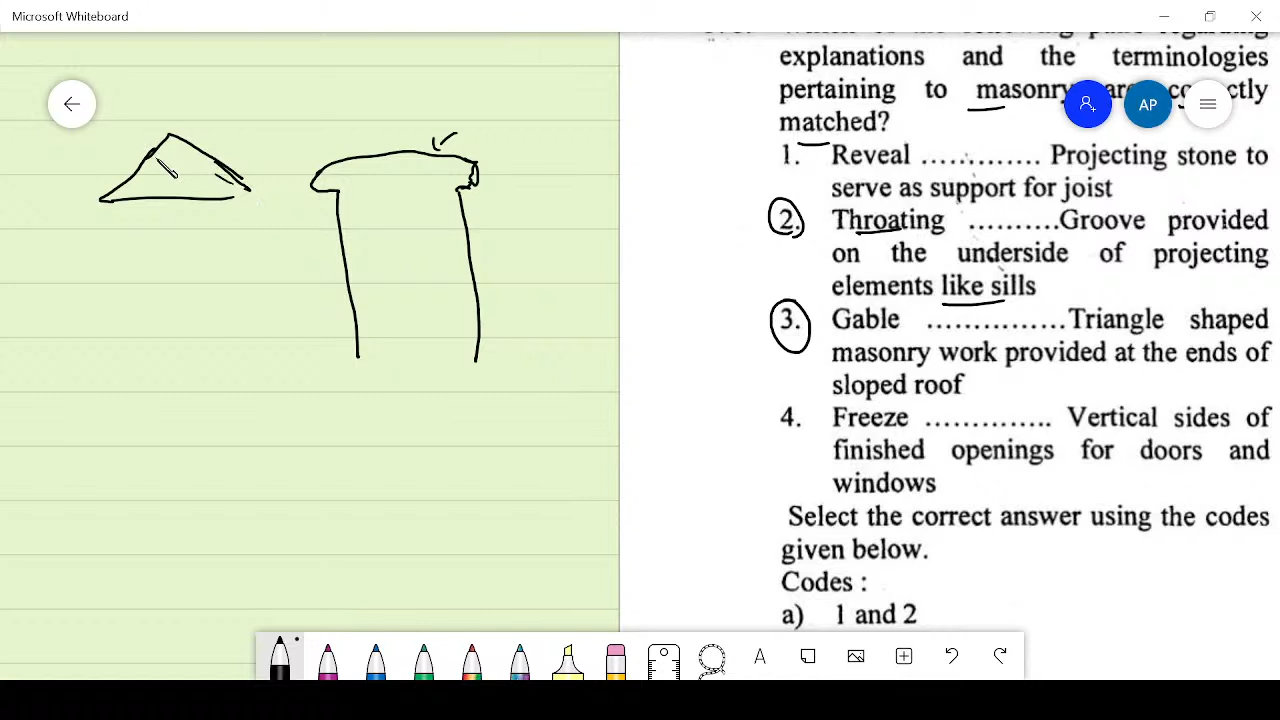 Microsoft Whiteboard
explanations and the terminologies
pertaining to masonry are
matched?
1. Reveal ............. Projecting stone to
serve as support for joist
2. Throating ..........Groove provided
on the underside of projecting
elements like sills
3. Gable ...............Triangle shaped
masonry work provided at the ends of
sloped roof
4. Freeze .............. Vertical sides of
finished openings for doors and
windows
Select the correct answer using the codes
given below.
Codes :
a) 1 and 2
AP
A